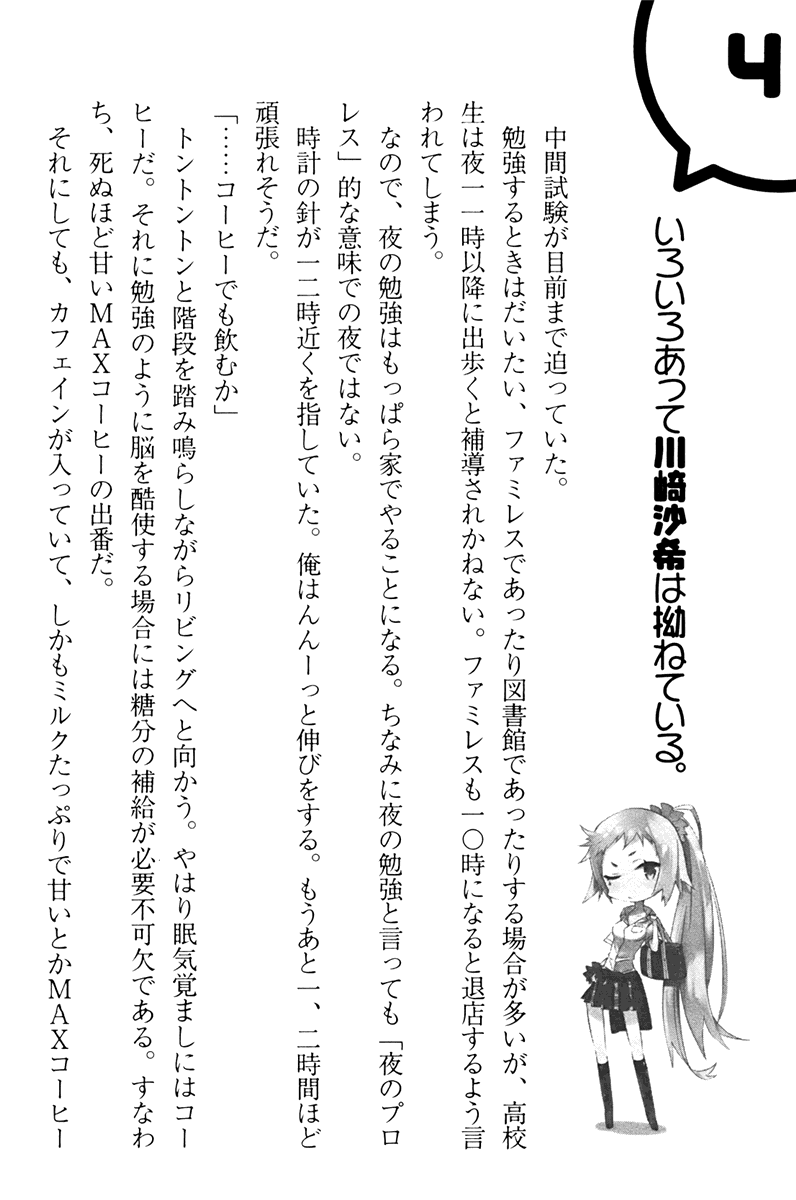 4
いろいろあって川崎沙希は拗ねている。
中間試験が目前まで迫っていた。
勉強するときはだいたい、ファミレスであったり図書館であったりする場合が多いが、高校
生は夜一一時以降に出歩くと補導されかねない。ファミレスも一〇時になると退店するよう言
われてしまう。
なので、夜の勉強はもっぱら家でやることになる。ちなみに夜の勉強と言っても「夜のプロ
レス」的な意味での夜ではない。
時計の針が一二時近くを指していた。俺はんんーっと伸びをする。もうあと一、二時間ほど
頑張れそうだ。
「……コーヒーでも飲むか」
トントントンと階段を踏み鳴らしながらリビングへと向かう。やはり眠気覚ましにはコー
ヒーだ。それに勉強のように脳を酷使する場合には糖分の補給が必要不可欠である。すなわ
ち、死ぬほど甘いMAXコーヒーの出番だ。
それにしても、カフェインが入っていて、しかもミルクたっぷりで甘いとかMAXコーヒー